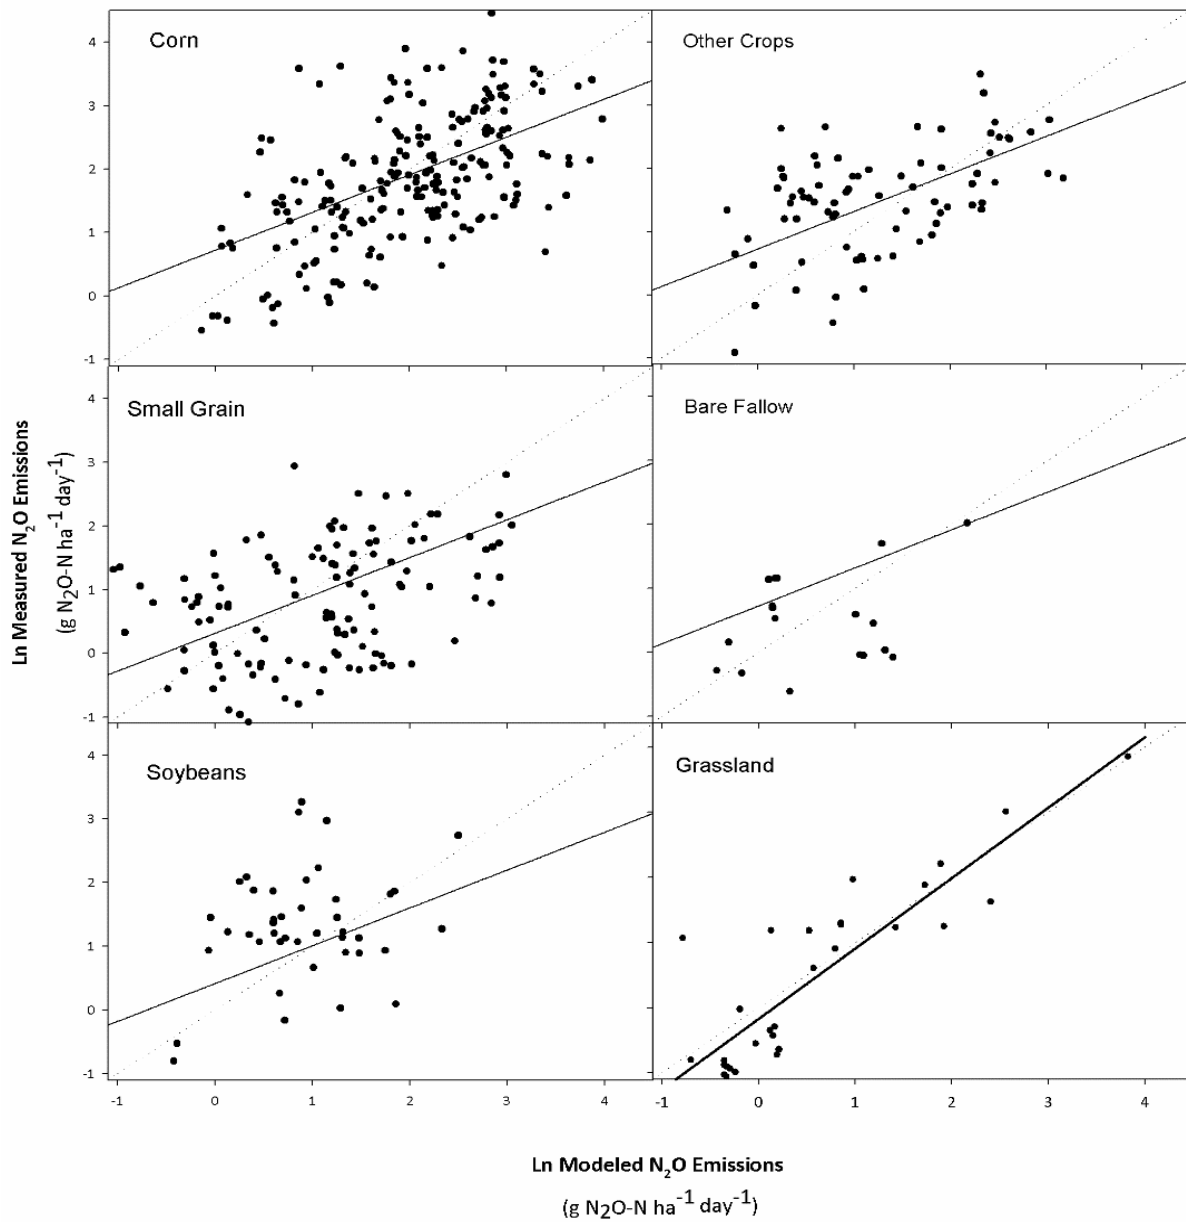 Corn
Other Crops
4
3
2
1
0
-1
Small Grain
Bare Fallow
4
3
2
1
0
-1
Soybeans
Grassland
4
3
2
1
0
-1
-1 0 1 2 3 4
-1 0 1 2 3 4
Ln Measured N₂O Emissions
(g N₂O-N ha⁻¹ day⁻¹)
Ln Modeled N₂O Emissions
(g N₂O-N ha⁻¹ day⁻¹)